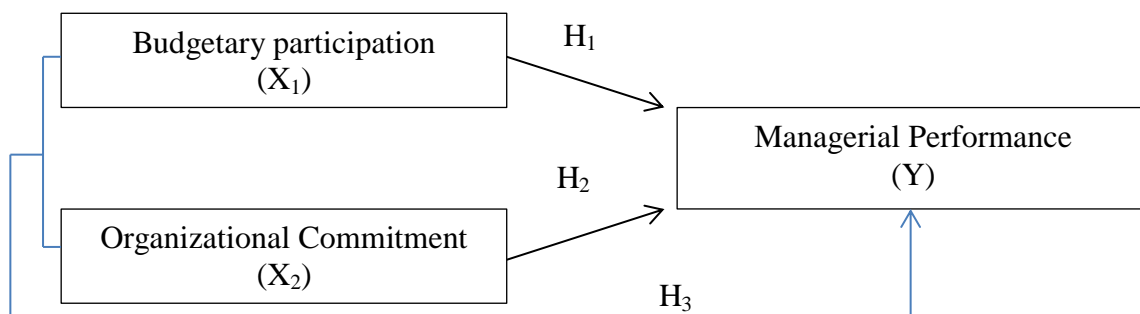 Budgetary participation
(X₁)
H₁
Managerial Performance
(Y)
H₂
Organizational Commitment
(X₂)
H₃